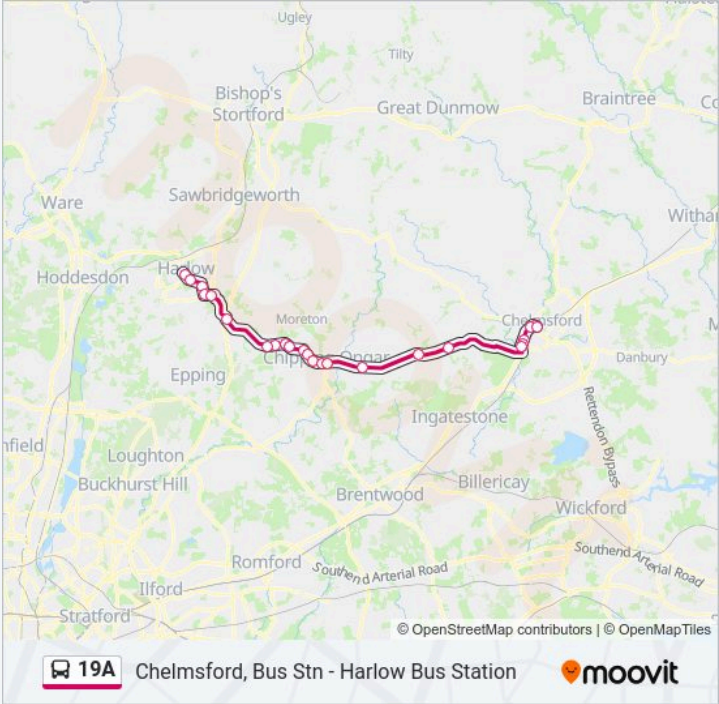 Ugley
Tilty
Bishop's
Stortford
Great Dunmow
Braintree
Sawbridgeworth
Ware
Hoddesdon
Harlow
Moreton
Chelmsford
Chipping Ongar
Danbury
Epping
Ingatestone
Rettendon Bypass
Loughton
Buckhurst Hill
Billericay
Brentwood
Wickford
Romford
Southend Arterial Road
Southend Arterial Road
Ilford
Stratford
© OpenStreetMap contributors | © OpenMapTiles
19A Chelmsford, Bus Stn - Harlow Bus Station moovit